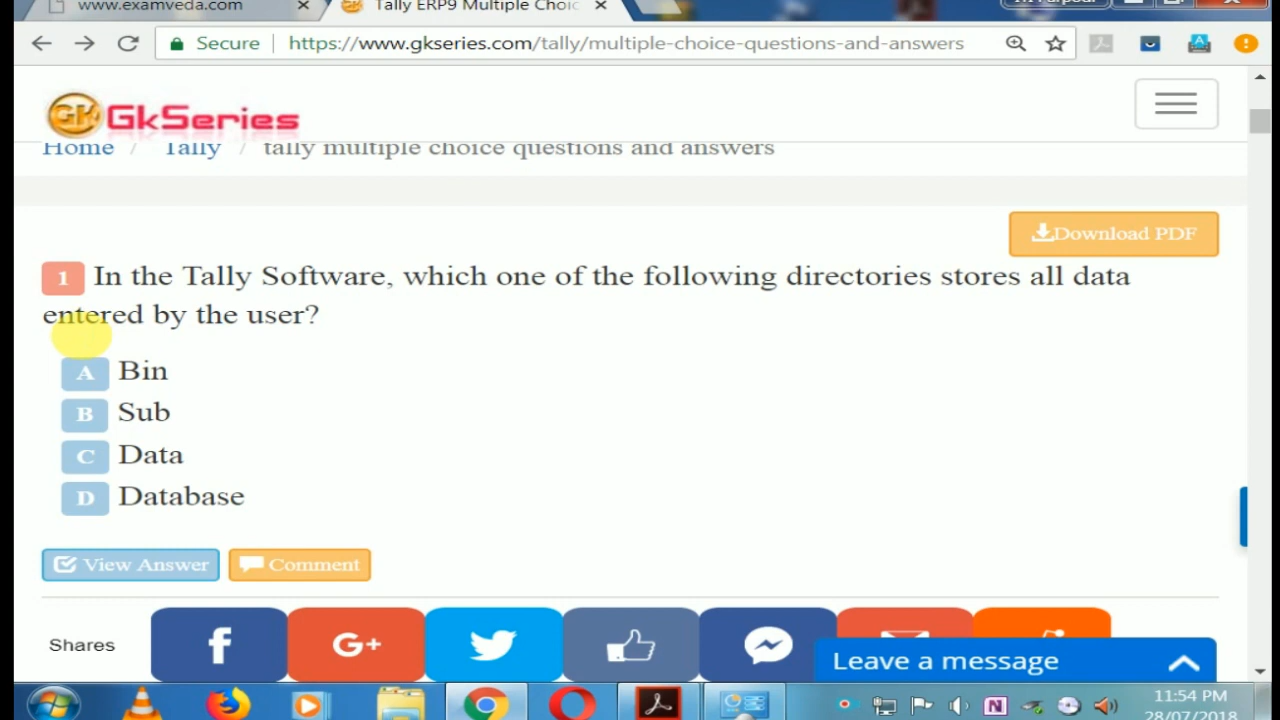 www.examveda.com
Tally ERP9 Multiple Choic
Secure
https://www.gkseries.com/tally/multiple-choice-questions-and-answers
GK GkSeries
Home / Tally / tally multiple choice questions and answers
Download PDF
1 In the Tally Software, which one of the following directories stores all data
entered by the user?
A Bin
B Sub
C Data
D Database
View Answer
Comment
Shares
G+
Leave a message
11:54 PM
28/07/2018